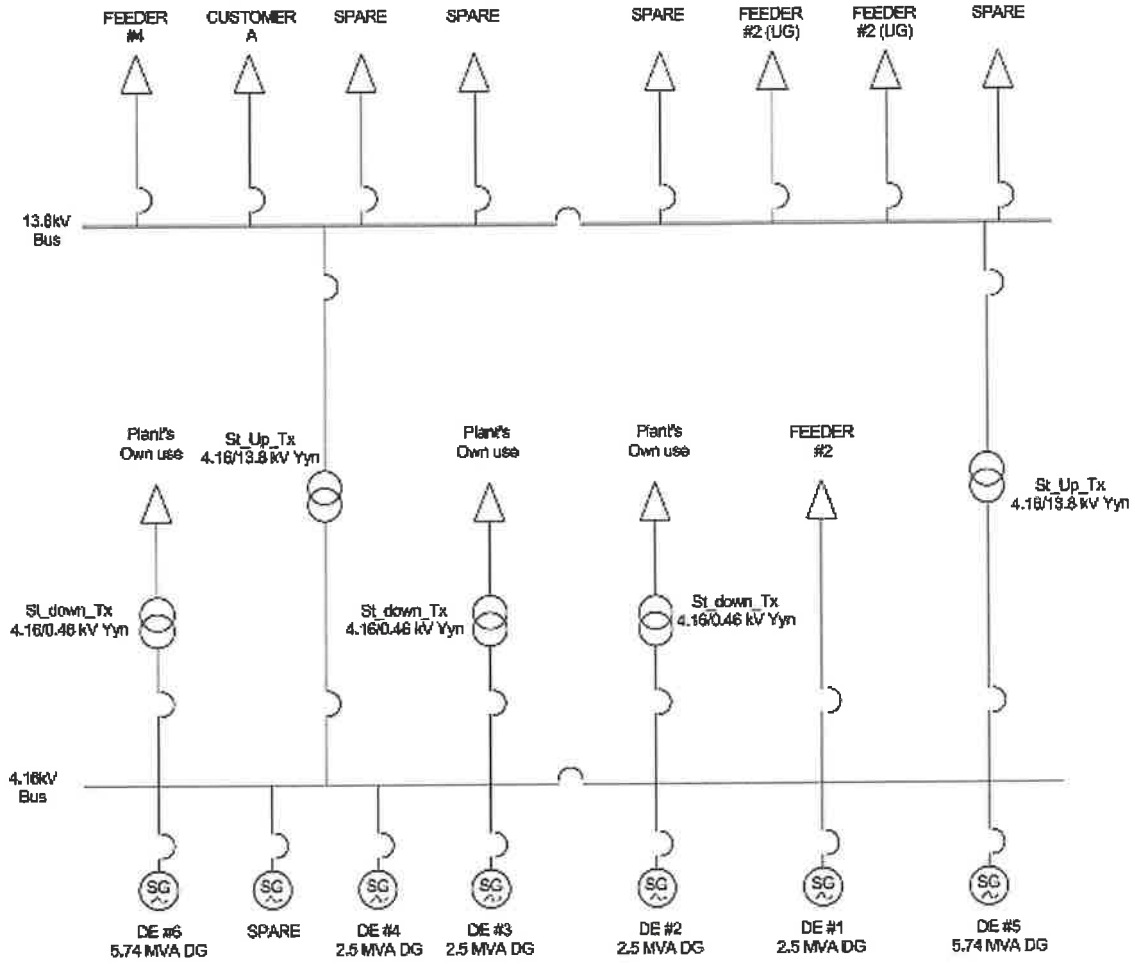 FEEDER
#4
CUSTOMER
A
SPARE
SPARE
SPARE
FEEDER
#2 (UG)
FEEDER
#2 (UG)
SPARE
13.8kV
Bus
Plant's
Own use
St_Up_Tx
4.16/13.8 kV Yyn
Plant's
Own use
Plant's
Own use
FEEDER
#2
St_Up_Tx
4.16/13.8 kV Yyn
St_down_Tx
4.16/0.46 kV Yyn
St_down_Tx
4.16/0.46 kV Yyn
St_down_Tx
4.16/0.46 kV Yyn
4.16kV
Bus
SG
SG
SG
SG
SG
SG
SG
DE #6
5.74 MVA DG
SPARE
DE #4
2.5 MVA DG
DE #3
2.5 MVA DG
DE #2
2.5 MVA DG
DE #1
2.5 MVA DG
DE #5
5.74 MVA DG